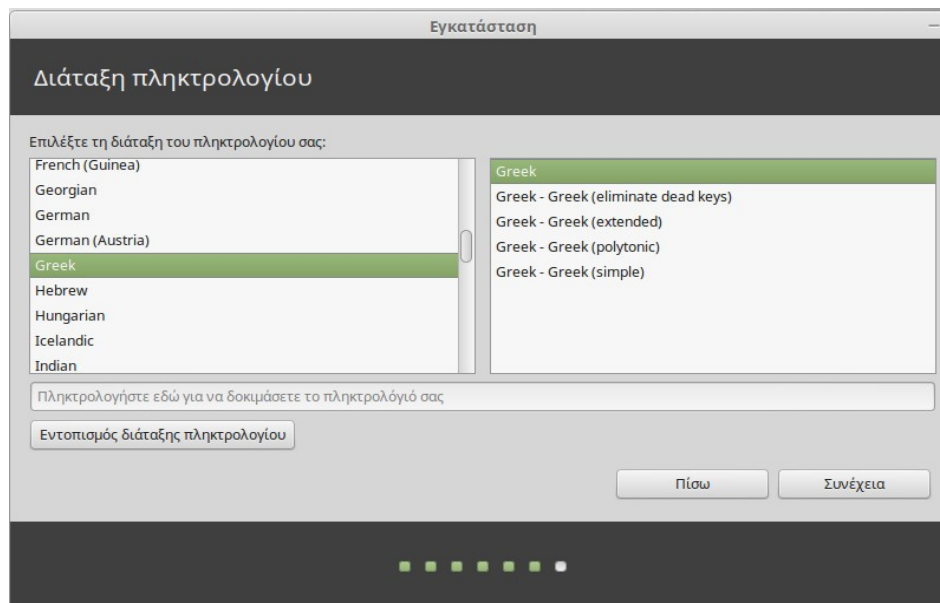 Εγκατάσταση
Διάταξη πληκτρολογίου
Επιλέξτε τη διάταξη του πληκτρολογίου σας:
French (Guinea)
Georgian
German
German (Austria)
Greek
Hebrew
Hungarian
Icelandic
Indian
Greek
Greek - Greek (eliminate dead keys)
Greek - Greek (extended)
Greek - Greek (polytonic)
Greek - Greek (simple)
Πληκτρολογήστε εδώ για να δοκιμάσετε το πληκτρολόγιό σας
Εντοπισμός διάταξης πληκτρολογίου
Πίσω
Συνέχεια